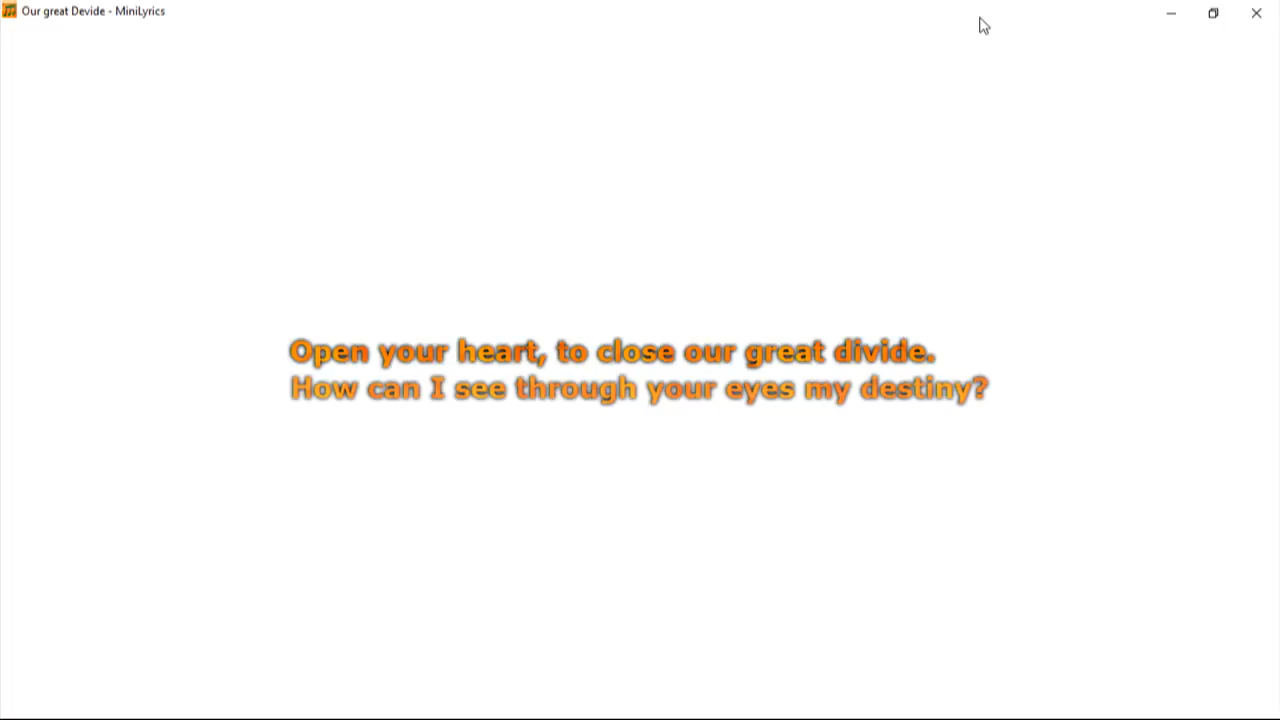 Our great Devide - MiniLyrics
Open your heart, to close our great divide.
How can I see through your eyes my destiny?